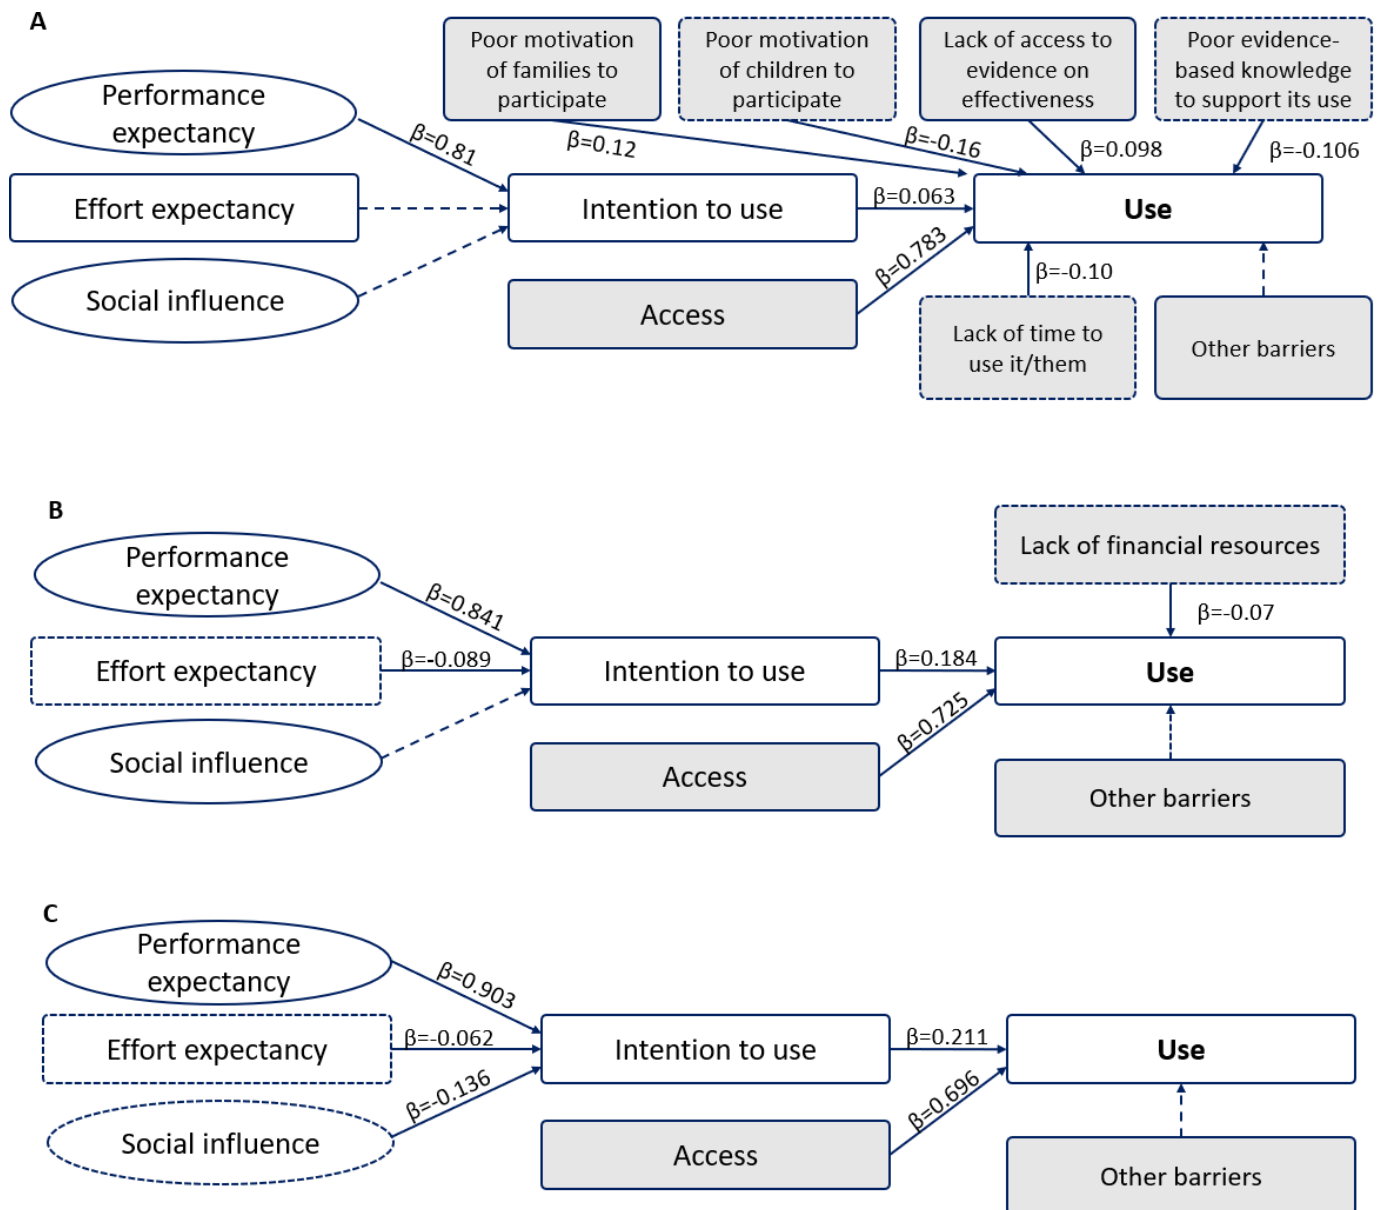 A
Poor motivation
of families to
participate
Poor motivation
of children to
participate
Lack of access to
evidence on
effectiveness
Poor evidence-
based knowledge
to support its use
Performance
expectancy
β=0.81
β=0.12
β=-0.16
β=0.098
β=-0.106
Effort expectancy
Intention to use
β=0.063
Use
Social influence
Access
β=0.783
β=-0.10
Lack of time to
use it/them
Other barriers
B
Performance
expectancy
β=0.841
Lack of financial resources
β=-0.07
Effort expectancy
β=-0.089
Intention to use
β=0.184
Use
Social influence
Access
β=0.725
Other barriers
C
Performance
expectancy
β=0.903
Effort expectancy
β=-0.062
Intention to use
β=0.211
Use
Social influence
β=-0.136
Access
β=0.696
Other barriers